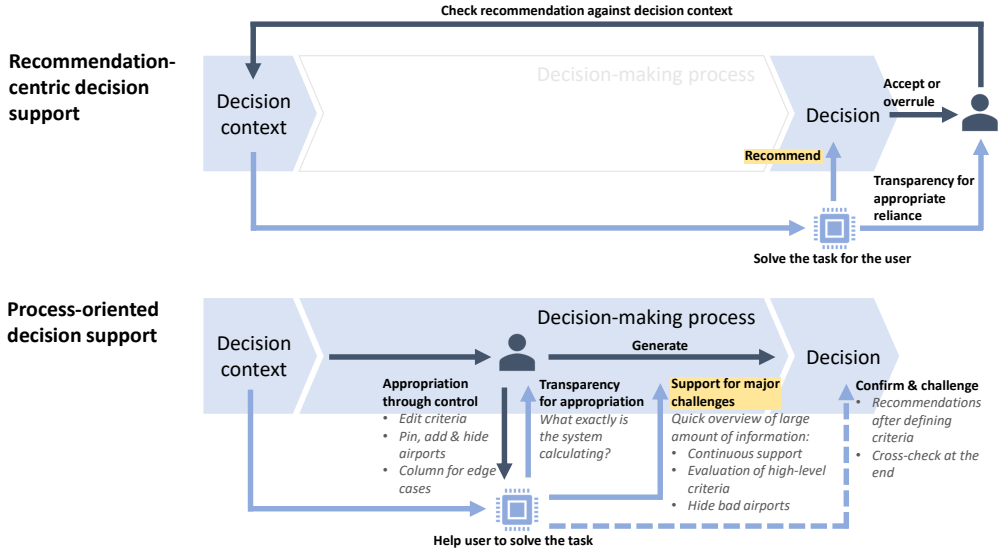 Check recommendation against decision context
Recommendation-
centric decision
support
Decision-making process
Decision
context
Decision
Accept or
overrule
Recommend
Transparency for
appropriate
reliance
Solve the task for the user
Process-oriented
decision support
Decision-making process
Decision
context
Generate
Decision
Appropriation
through control
• Edit criteria
• Pin, add & hide
airports
• Column for edge
cases
Transparency
for appropriation
What exactly is
the system
calculating?
Support for major
challenges
Quick overview of large
amount of information:
• Continuous support
• Evaluation of high-level
criteria
• Hide bad airports
Confirm & challenge
• Recommendations
after defining
criteria
• Cross-check at the
end
Help user to solve the task